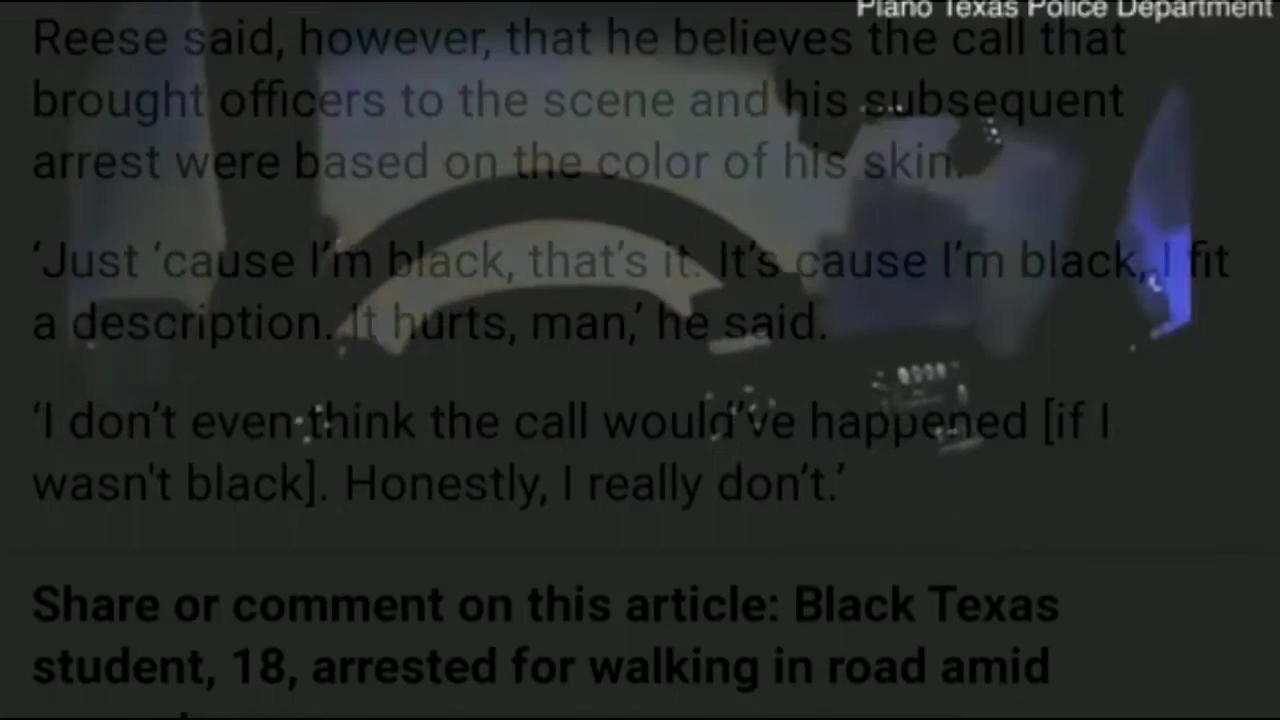 Plano Texas Police Department
Reese said, however, that he believes the call that
brought officers to the scene and his subsequent
arrest were based on the color of his skin.
‘Just ‘cause I’m black, that’s it. It’s cause I’m black, I fit
a description. It hurts, man,’ he said.
‘I don’t even think the call would’ve happened [if I
wasn't black]. Honestly, I really don’t.’
Share or comment on this article: Black Texas
student, 18, arrested for walking in road amid